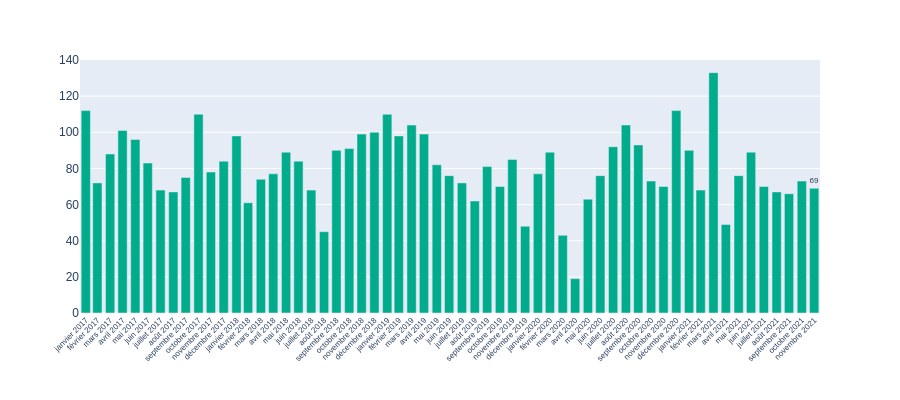 140
120
100
80
60
40
20
0
69
janvier 2017
février 2017
mars 2017
avril 2017
mai 2017
juin 2017
juillet 2017
août 2017
septembre 2017
octobre 2017
novembre 2017
décembre 2017
janvier 2018
février 2018
mars 2018
avril 2018
mai 2018
juin 2018
juillet 2018
août 2018
septembre 2018
octobre 2018
novembre 2018
décembre 2018
janvier 2019
février 2019
mars 2019
avril 2019
mai 2019
juin 2019
juillet 2019
août 2019
septembre 2019
octobre 2019
novembre 2019
décembre 2019
janvier 2020
février 2020
mars 2020
avril 2020
mai 2020
juin 2020
juillet 2020
août 2020
septembre 2020
octobre 2020
novembre 2020
décembre 2020
janvier 2021
février 2021
mars 2021
avril 2021
mai 2021
juin 2021
juillet 2021
août 2021
septembre 2021
octobre 2021
novembre 2021